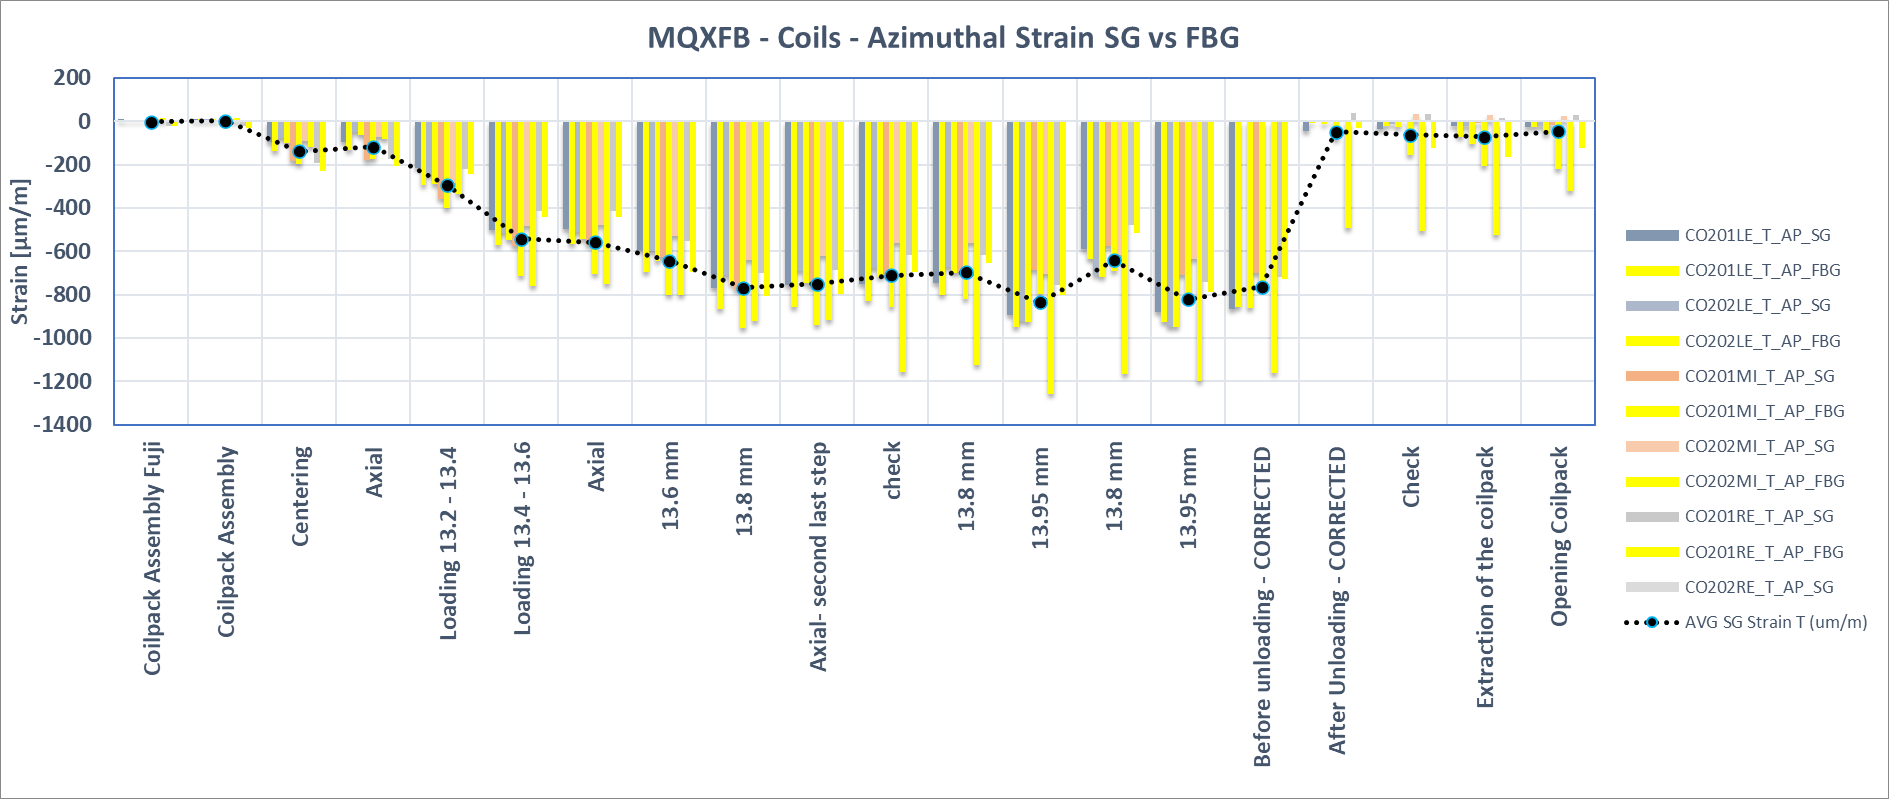 MQXFB - Coils - Azimuthal Strain SG vs FBG
Strain [µm/m]
200
0
-200
-400
-600
-800
-1000
-1200
-1400
Coilpack Assembly Fuji
Coilpack Assembly
Centering
Axial
Loading 13.2 - 13.4
Loading 13.4 - 13.6
Axial
13.6 mm
13.8 mm
Axial- second last step
check
13.8 mm
13.95 mm
13.8 mm
13.95 mm
Before unloading - CORRECTED
After Unloading - CORRECTED
Check
Extraction of the coilpack
Opening Coilpack
CO201LE_T_AP_SG
CO201LE_T_AP_FBG
CO202LE_T_AP_SG
CO202LE_T_AP_FBG
CO201MI_T_AP_SG
CO201MI_T_AP_FBG
CO202MI_T_AP_SG
CO202MI_T_AP_FBG
CO201RE_T_AP_SG
CO201RE_T_AP_FBG
CO202RE_T_AP_SG
AVG SG Strain T (um/m)